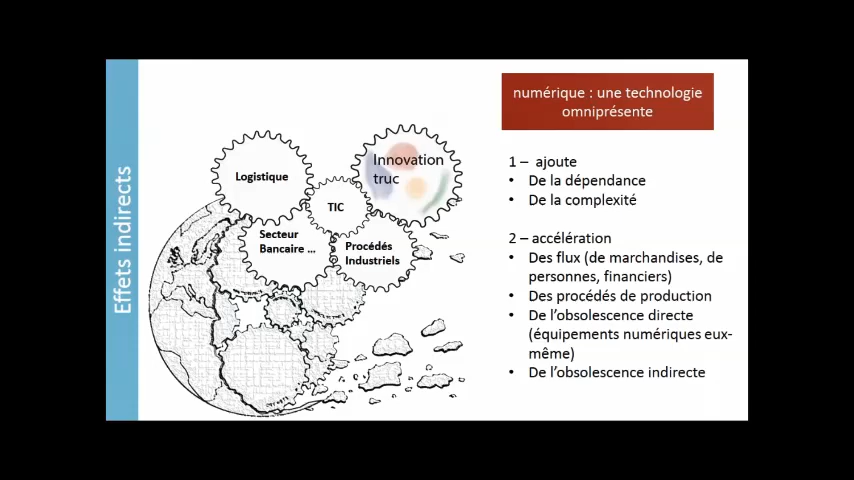 Effets indirects
numérique : une technologie
omniprésente
Logistique
Innovation
truc
TIC
Secteur
Bancaire ...
Procédés
Industriels
1 – ajoute
• De la dépendance
• De la complexité
2 – accélération
• Des flux (de marchandises, de
personnes, financiers)
• Des procédés de production
• De l’obsolescence directe
(équipements numériques eux-
même)
• De l’obsolescence indirecte